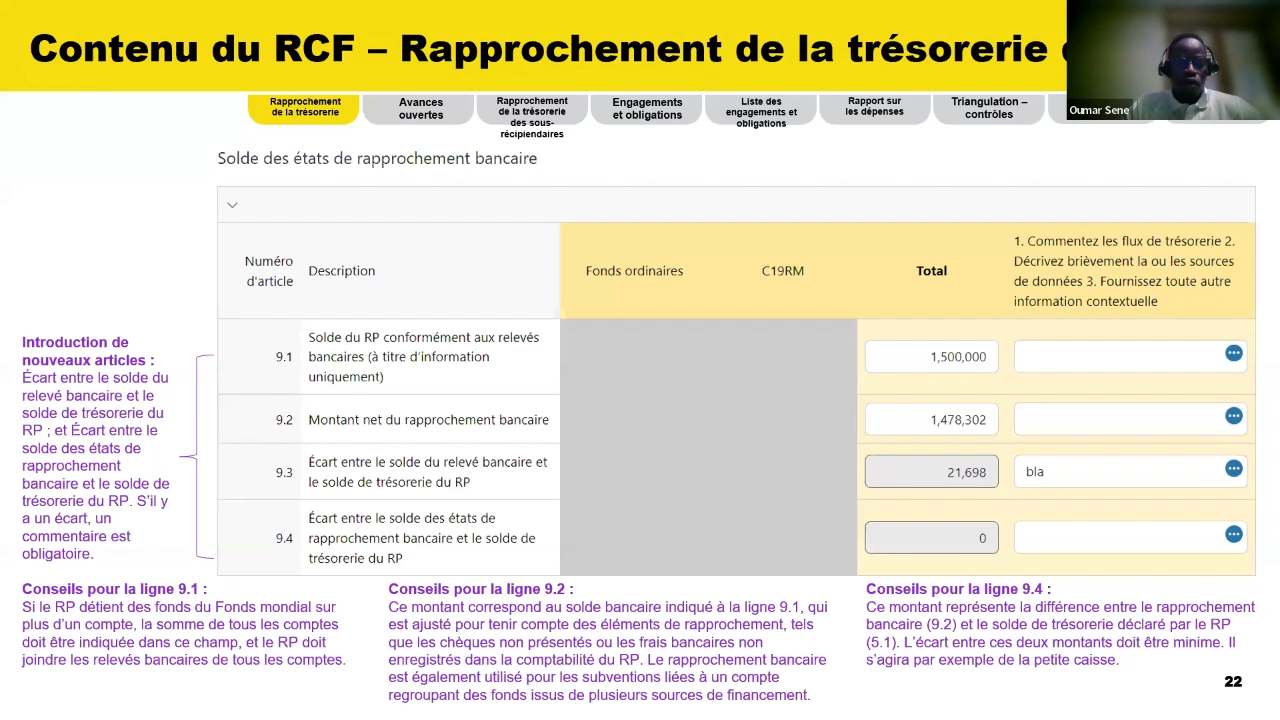 Contenu du RCF – Rapprochement de la trésorerie
Oumar Sene
Rapprochement
de la trésorerie
Avances
ouvertes
Rapprochement
de la trésorerie
des sous-
récipiendaires
Engagements
et obligations
Liste des
engagements et
obligations
Rapport sur
les dépenses
Triangulation –
contrôles
Solde des états de rapprochement bancaire
Numéro
d'article
Description
Fonds ordinaires
C19RM
Total
1. Commentez les flux de trésorerie 2.
Décrivez brièvement la ou les sources
de données 3. Fournissez toute autre
information contextuelle
9.1
Solde du RP conformément aux relevés
bancaires (à titre d'information
uniquement)
1,500,000
9.2
Montant net du rapprochement bancaire
1,478,302
9.3
Écart entre le solde du relevé bancaire et
le solde de trésorerie du RP
21,698
bla
9.4
Écart entre le solde des états de
rapprochement bancaire et le solde de
trésorerie du RP
0
Introduction de
nouveaux articles :
Écart entre le solde du
relevé bancaire et le
solde de trésorerie du
RP ; et Écart entre le
solde des états de
rapprochement
bancaire et le solde de
trésorerie du RP. S'il y
a un écart, un
commentaire est
obligatoire.
Conseils pour la ligne 9.1 :
Si le RP détient des fonds du Fonds mondial sur
plus d'un compte, la somme de tous les comptes
doit être indiquée dans ce champ, et le RP doit
joindre les relevés bancaires de tous les comptes.
Conseils pour la ligne 9.2 :
Ce montant correspond au solde bancaire indiqué à la ligne 9.1, qui
est ajusté pour tenir compte des éléments de rapprochement, tels
que les chèques non présentés ou les frais bancaires non
enregistrés dans la comptabilité du RP. Le rapprochement bancaire
est également utilisé pour les subventions liées à un compte
regroupant des fonds issus de plusieurs sources de financement.
Conseils pour la ligne 9.4 :
Ce montant représente la différence entre le rapprochement
bancaire (9.2) et le solde de trésorerie déclaré par le RP
(5.1). L'écart entre ces deux montants doit être minime. Il
s'agira par exemple de la petite caisse.
22